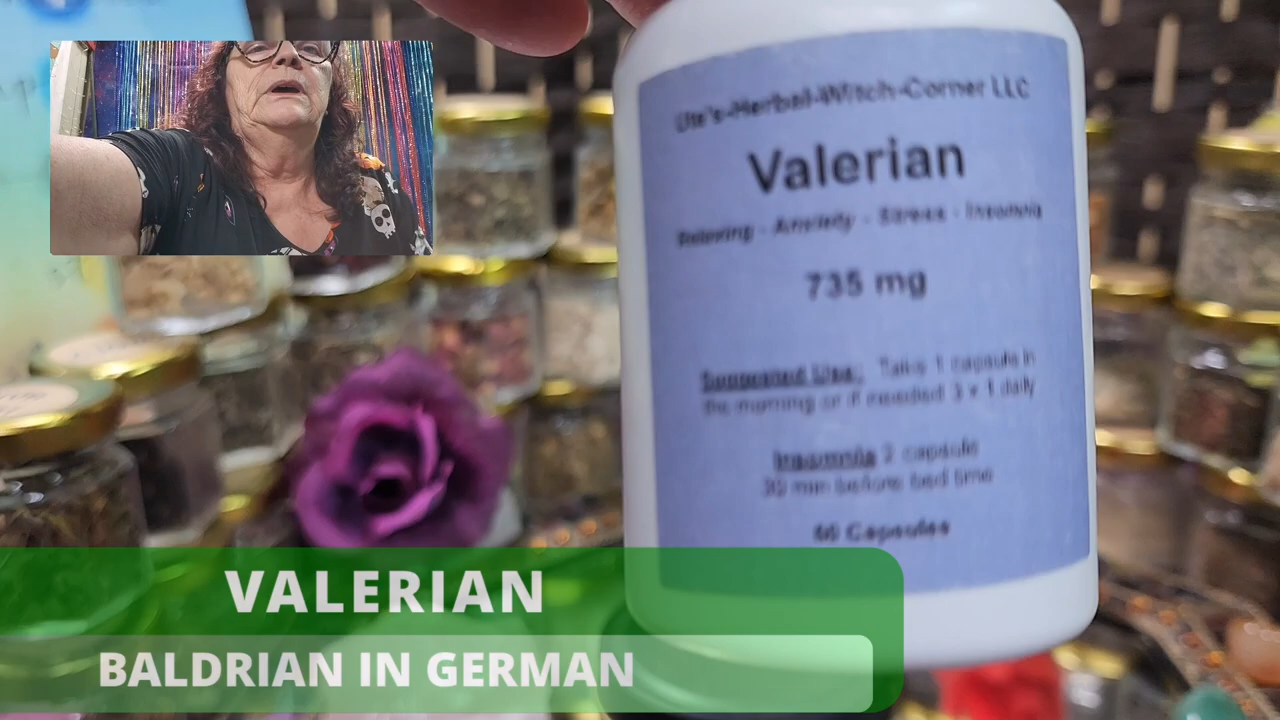 Ute's-Herbal-Witch-Corner LLC
Valerian
Relaxing - Anxiety - Stress - Insomnia
735 mg
Suggested Use: Take 1 capsule in
the morning or if needed 3 x 1 daily
Insomnia 2 capsule
30 min before bed time
60 Capsules
VALERIAN
BALDRIAN IN GERMAN